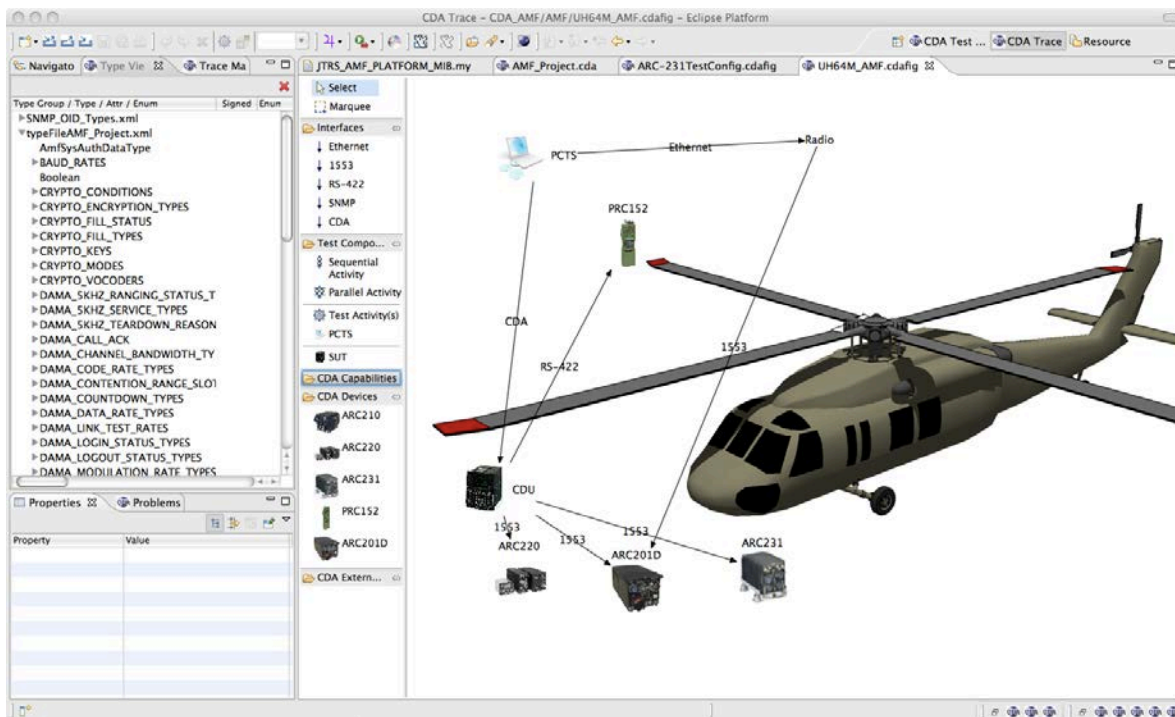 CDA Trace – CDA_AMF/AMF/UH64M_AMF.cdafig – Eclipse Platform
CDA Test ... CDA Trace Resource
Navigato Type Vie Trace Ma
JTRS_AMF_PLATFORM_MIB.my AMF_Project.cda ARC-231TestConfig.cdafig UH64M_AMF.cdafig
Type Group / Type / Attr / Enum Signed Enun
SNMP_OID_Types.xml
typeFileAMF_Project.xml
AmfSysAuthDataType
BAUD_RATES
Boolean
CRYPTO_CONDITIONS
CRYPTO_ENCRYPTION_TYPES
CRYPTO_FILL_STATUS
CRYPTO_FILL_TYPES
CRYPTO_KEYS
CRYPTO_MODES
CRYPTO_VOCODERS
DAMA_5KHZ_RANGING_STATUS_T
DAMA_5KHZ_SERVICE_TYPES
DAMA_5KHZ_TEARDOWN_REASON
DAMA_CALL_ACK
DAMA_CHANNEL_BANDWIDTH_TY
DAMA_CODE_RATE_TYPES
DAMA_CONTENTION_RANGE_SLOT
DAMA_COUNTDOWN_TYPES
DAMA_DATA_RATE_TYPES
DAMA_LINK_TEST_RATES
DAMA_LOGIN_STATUS_TYPES
DAMA_LOGOUT_STATUS_TYPES
DAMA_MODULATION_RATE_TYPES
Properties Problems
Property Value
Select
Marquee
Interfaces
Ethernet
1553
RS-422
SNMP
CDA
Test Compo...
Sequential
Activity
Parallel Activity
Test Activity(s)
PCTS
SUT
CDA Capabilities
CDA Devices
ARC210
ARC220
ARC231
PRC152
ARC201D
CDA Extern...
PCTS
Ethernet
Radio
PRC152
CDA
1553
RS-422
CDU
1553
1553
1553
ARC220
ARC201D
ARC231